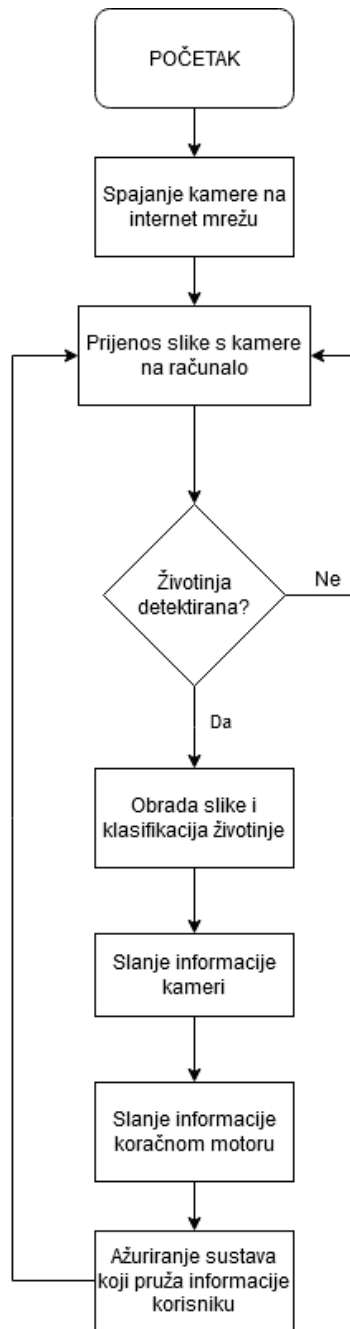 POČETAK
Spajanje kamere na
internet mrežu
Prijenos slike s kamere
na računalo
Životinja
detektirana?
Ne
Da
Obrada slike i
klasifikacija životinje
Slanje informacije
kameri
Slanje informacije
koračnom motoru
Ažuriranje sustava
koji pruža informacije
korisniku